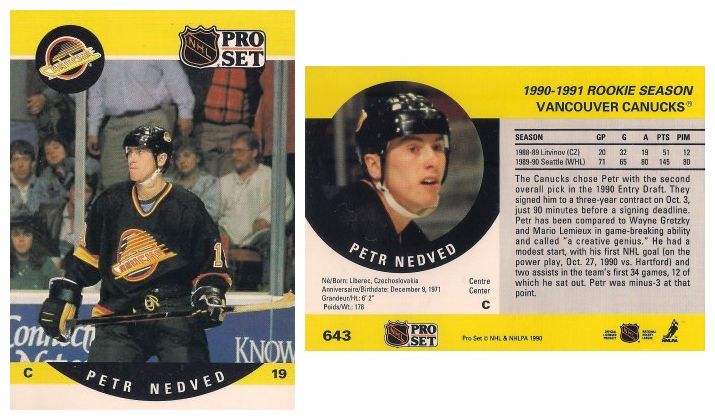 NHL
PRO
SET
Connect
KNOW
C PETR NEDVED 19
1990-1991 ROOKIE SEASON
VANCOUVER CANUCKS®
SEASON GP G A PTS PIM
1988-89 Litvinov (CZ) 20 32 19 51 12
1989-90 Seattle (WHL) 71 65 80 145 80
The Canucks chose Petr with the second
overall pick in the 1990 Entry Draft. They
signed him to a three-year contract on Oct. 3,
just 90 minutes before a signing deadline.
Petr has been compared to Wayne Gretzky
and Mario Lemieux in game-breaking ability
and called "a creative genius." He had a
modest start, with his first NHL goal (on the
power play, Oct. 27, 1990 vs. Hartford) and
two assists in the team's first 34 games, 12 of
which he sat out. Petr was minus-3 at that
point.
PETR NEDVED
Né/Born: Liberec, Czechoslovakia
Anniversaire/Birthdate: December 9, 1971
Grandeur/Ht.: 6' 2"
Poids/Wt.: 178
Centre
Center
C
643
NHL
PRO
SET
Pro Set © NHL & NHLPA 1990
NHLPA